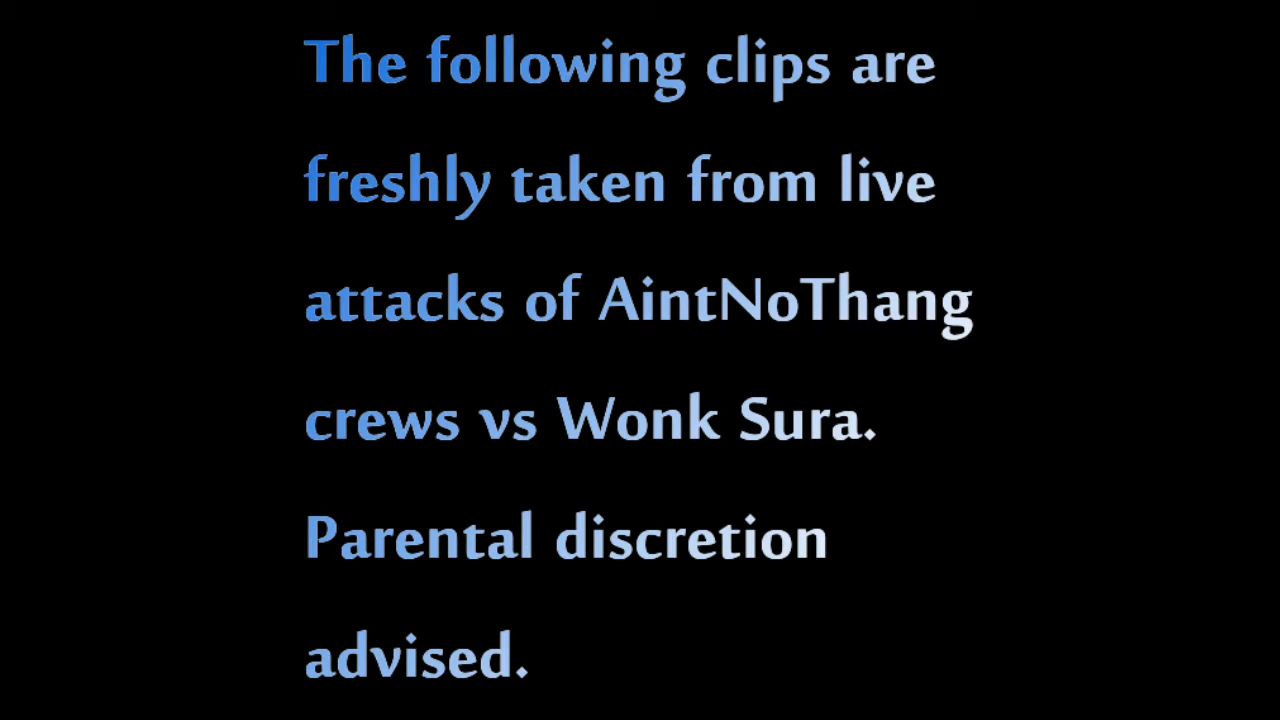 The following clips are
freshly taken from live
attacks of AintNoThang
crews vs Wonk Sura.
Parental discretion
advised.